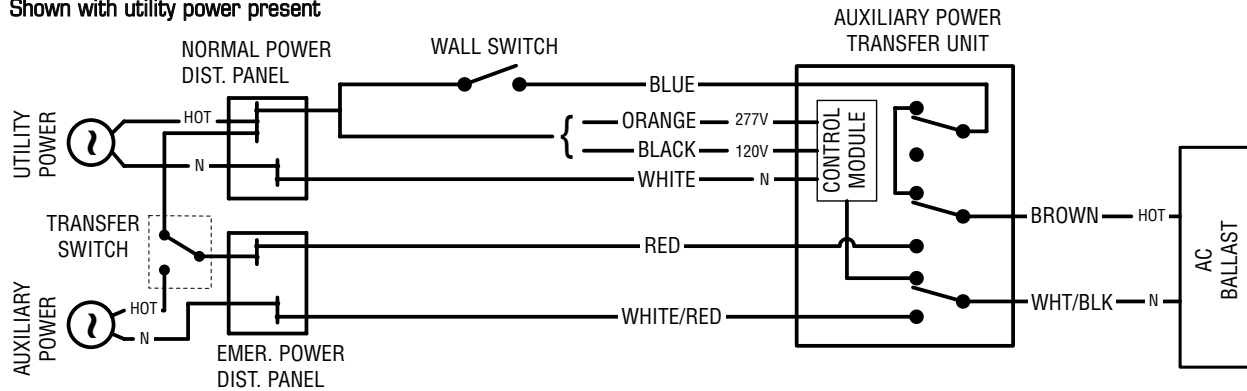 Shown with utility power present
AUXILIARY POWER
TRANSFER UNIT
NORMAL POWER
DIST. PANEL
WALL SWITCH
BLUE
UTILITY
POWER
HOT
N
ORANGE
277V
BLACK
120V
WHITE
N
CONTROL
MODULE
TRANSFER
SWITCH
RED
BROWN
HOT
AC
BALLAST
AUXILIARY
POWER
HOT
N
WHITE/RED
WHT/BLK
N
EMER. POWER
DIST. PANEL